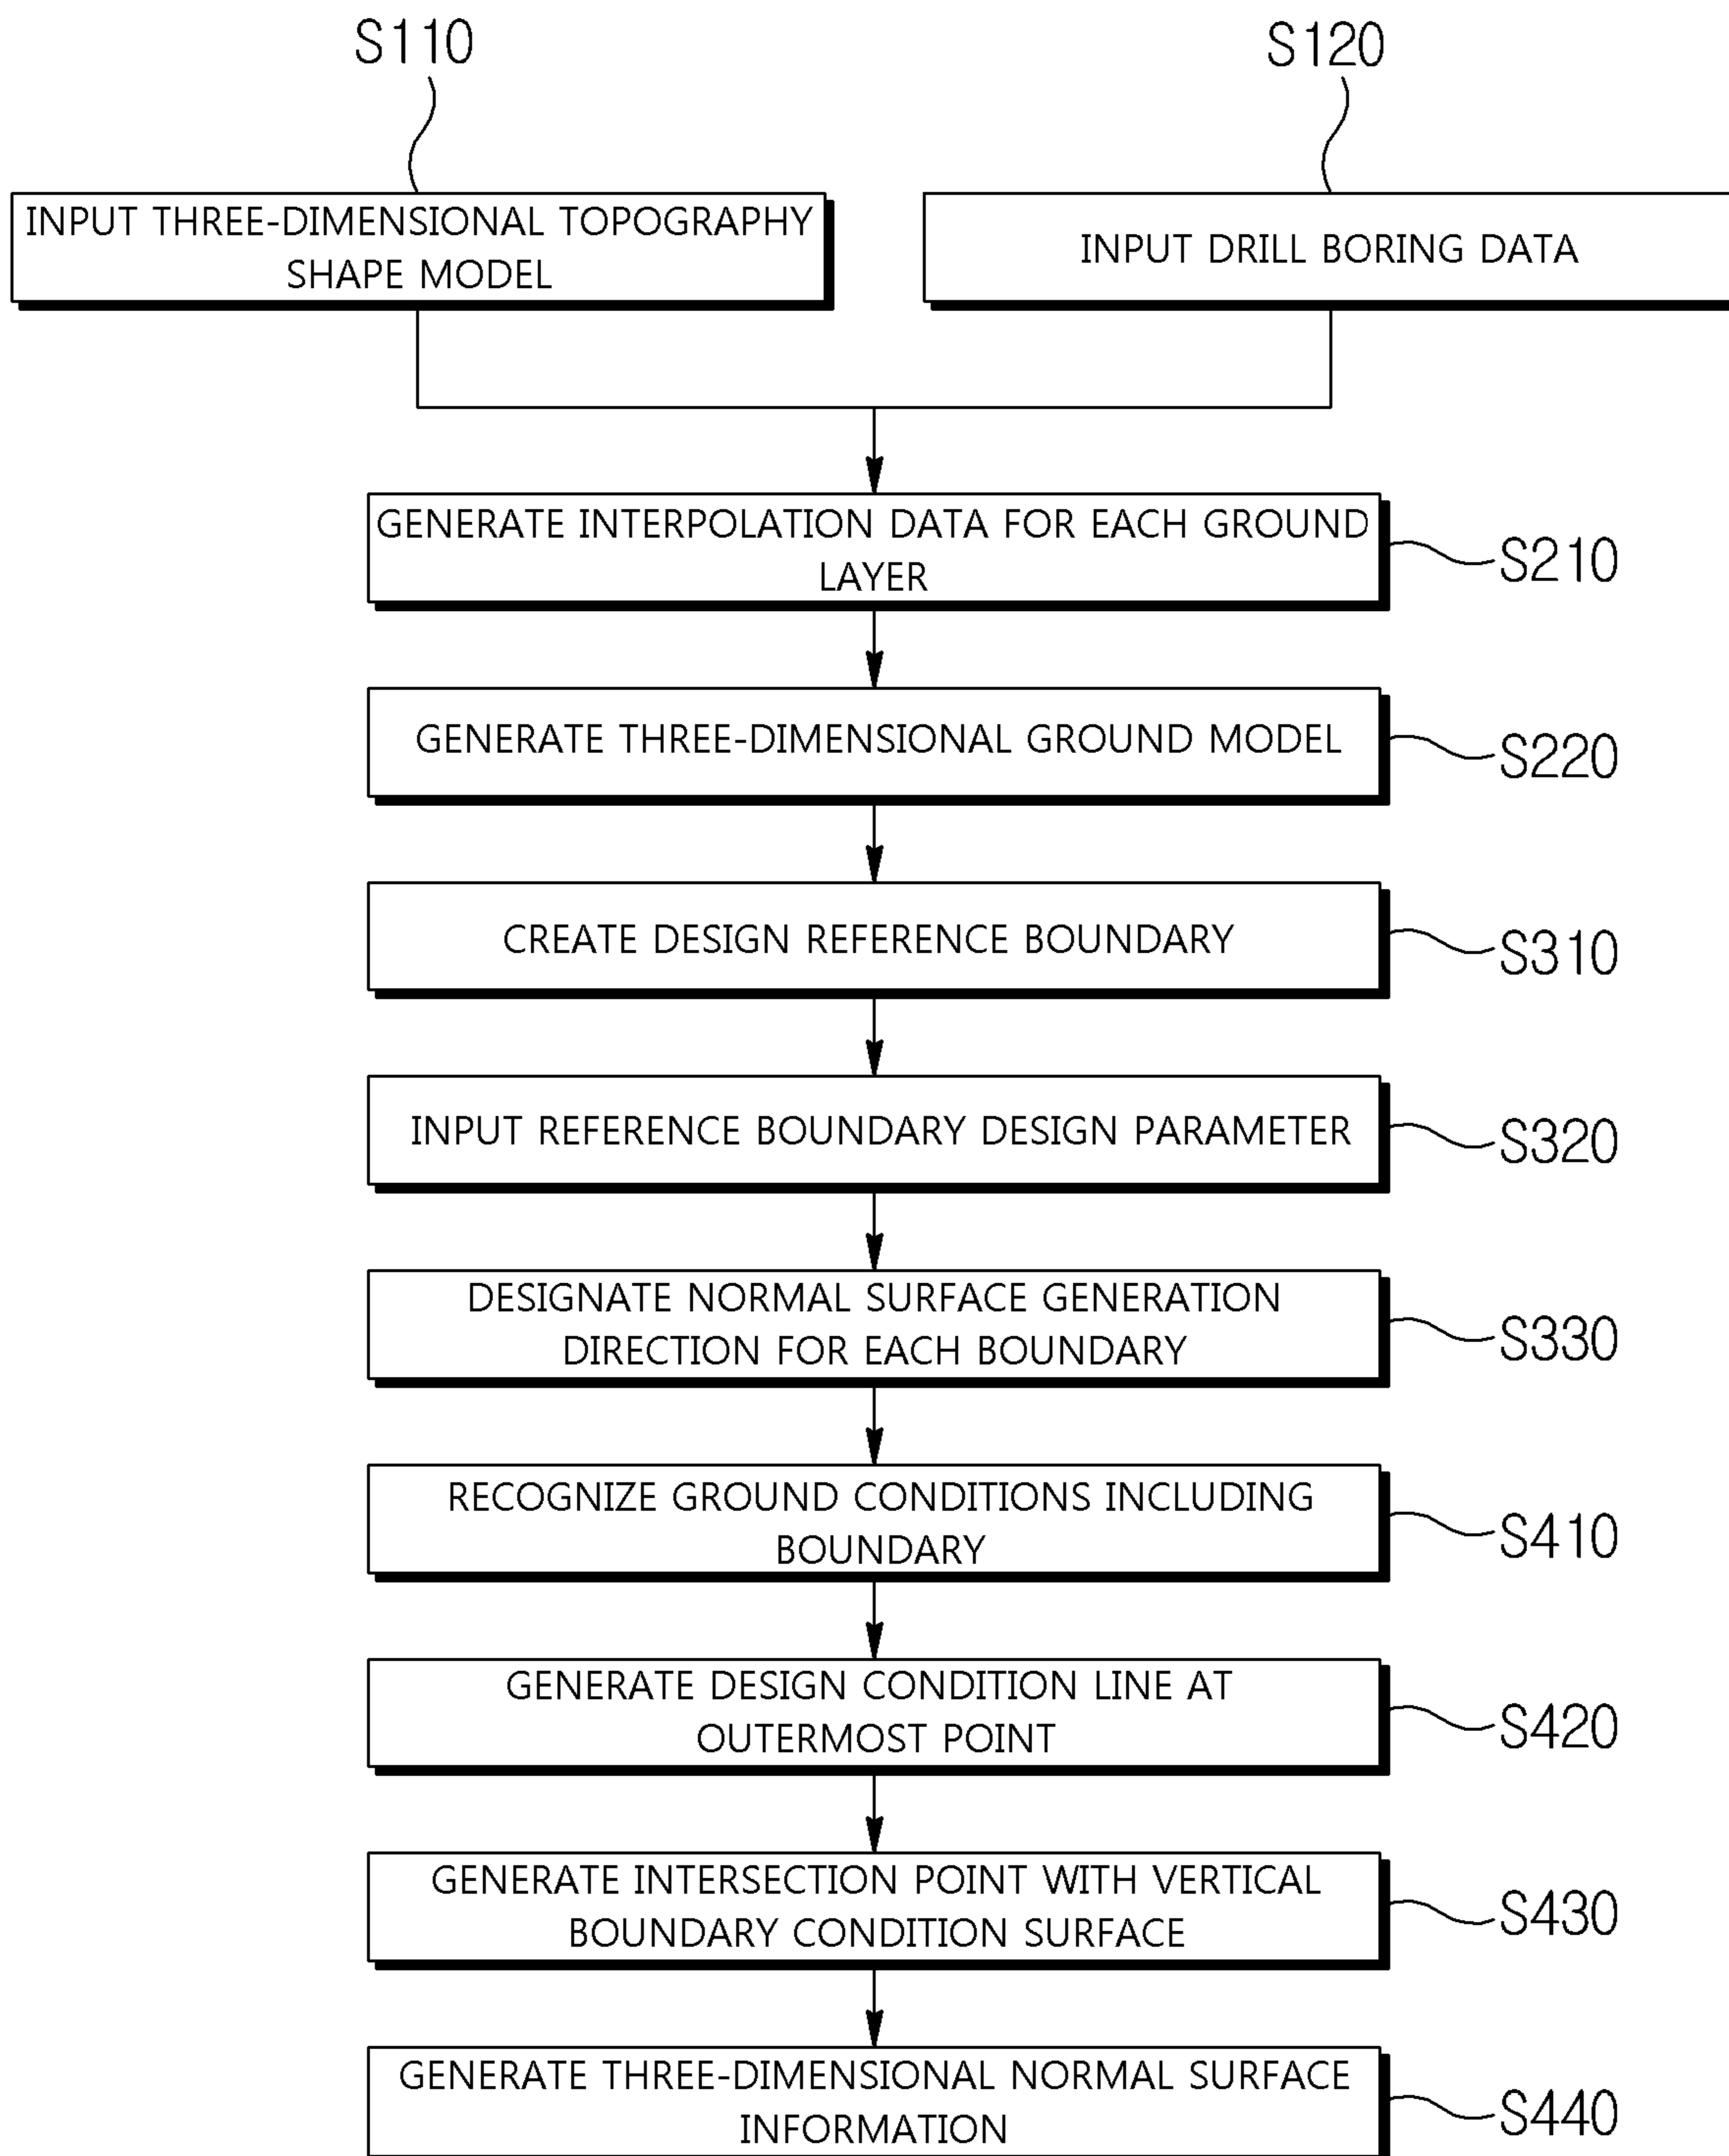 S110
S120
INPUT THREE-DIMENSIONAL TOPOGRAPHY
SHAPE MODEL
INPUT DRILL BORING DATA
GENERATE INTERPOLATION DATA FOR EACH GROUND
LAYER
S210
GENERATE THREE-DIMENSIONAL GROUND MODEL
S220
CREATE DESIGN REFERENCE BOUNDARY
S310
INPUT REFERENCE BOUNDARY DESIGN PARAMETER
S320
DESIGNATE NORMAL SURFACE GENERATION
DIRECTION FOR EACH BOUNDARY
S330
RECOGNIZE GROUND CONDITIONS INCLUDING
BOUNDARY
S410
GENERATE DESIGN CONDITION LINE AT
OUTERMOST POINT
S420
GENERATE INTERSECTION POINT WITH VERTICAL
BOUNDARY CONDITION SURFACE
S430
GENERATE THREE-DIMENSIONAL NORMAL SURFACE
INFORMATION
S440